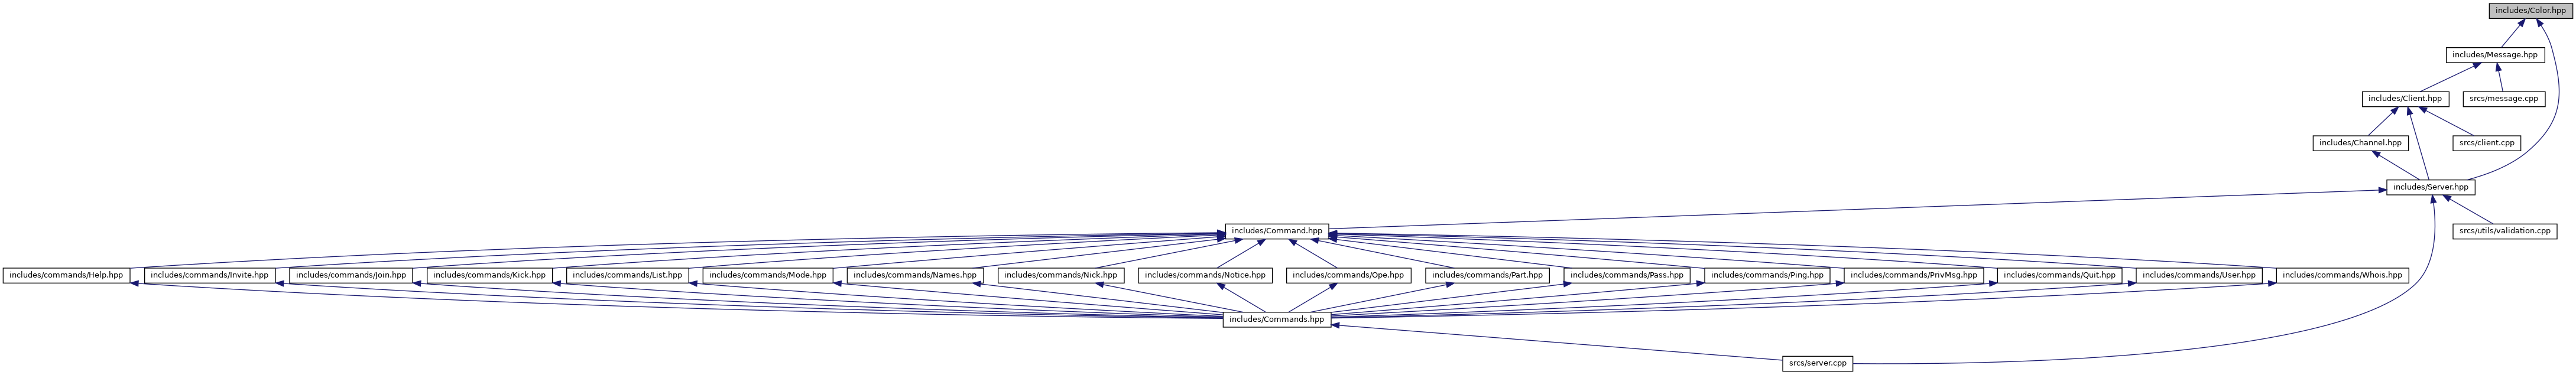 includes/Color.hpp
includes/Message.hpp
includes/Client.hpp
srcs/message.cpp
includes/Channel.hpp
srcs/client.cpp
includes/Server.hpp
includes/Command.hpp
srcs/utils/validation.cpp
includes/commands/Help.hpp
includes/commands/Invite.hpp
includes/commands/Join.hpp
includes/commands/Kick.hpp
includes/commands/List.hpp
includes/commands/Mode.hpp
includes/commands/Names.hpp
includes/commands/Nick.hpp
includes/commands/Notice.hpp
includes/commands/Ope.hpp
includes/commands/Part.hpp
includes/commands/Pass.hpp
includes/commands/Ping.hpp
includes/commands/PrivMsg.hpp
includes/commands/Quit.hpp
includes/commands/User.hpp
includes/commands/Whois.hpp
includes/Commands.hpp
srcs/server.cpp